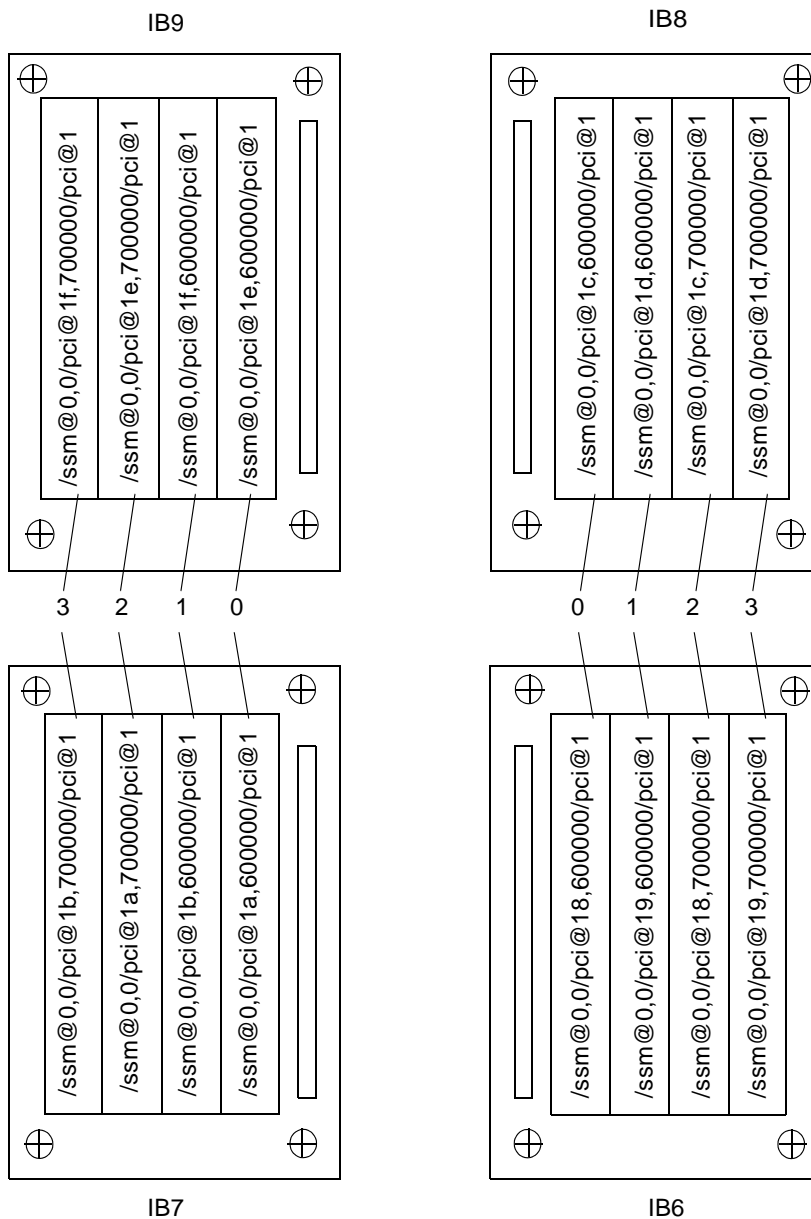 IB9
IB8
/ssm@0,0/pci@1f,700000/pci@1
/ssm@0,0/pci@1e,700000/pci@1
/ssm@0,0/pci@1f,600000/pci@1
/ssm@0,0/pci@1e,600000/pci@1
/ssm@0,0/pci@1c,600000/pci@1
/ssm@0,0/pci@1d,600000/pci@1
/ssm@0,0/pci@1c,700000/pci@1
/ssm@0,0/pci@1d,700000/pci@1
3 2 1 0
0 1 2 3
/ssm@0,0/pci@1b,700000/pci@1
/ssm@0,0/pci@1a,700000/pci@1
/ssm@0,0/pci@1b,600000/pci@1
/ssm@0,0/pci@1a,600000/pci@1
/ssm@0,0/pci@18,600000/pci@1
/ssm@0,0/pci@19,600000/pci@1
/ssm@0,0/pci@18,700000/pci@1
/ssm@0,0/pci@19,700000/pci@1
IB7
IB6